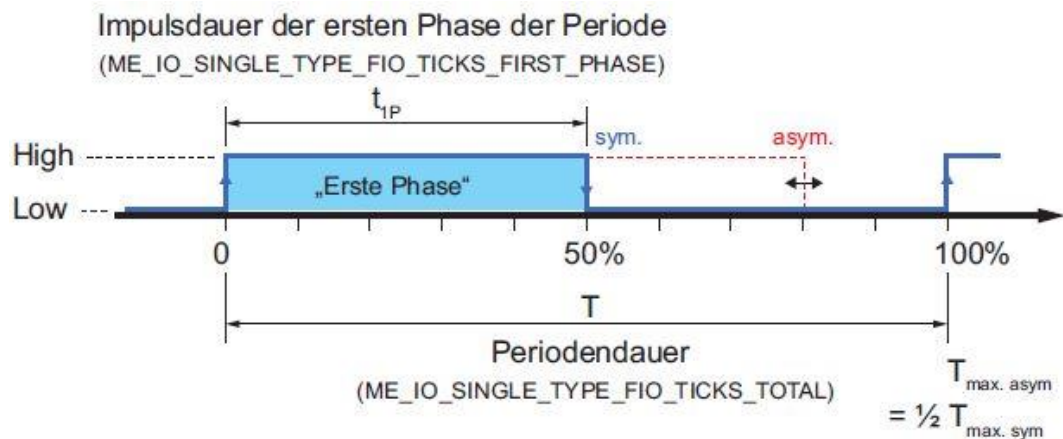 Impulsdauer der ersten Phase der Periode
(ME_IO_SINGLE_TYPE_FIO_TICKS_FIRST_PHASE)
t1P
sym.
asym.
High
„Erste Phase“
Low
0
50%
100%
T
Periodendauer
(ME_IO_SINGLE_TYPE_FIO_TICKS_TOTAL)
Tmax. asym
= ½ Tmax. sym